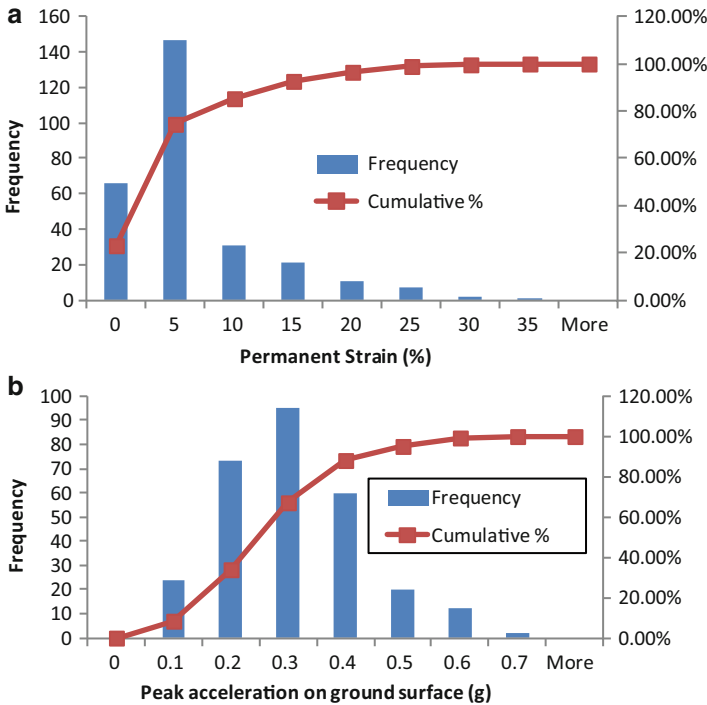 a
160
140
120
100
80
60
40
20
0
Frequency
120.00%
100.00%
80.00%
60.00%
40.00%
20.00%
0.00%
Frequency
Cumulative %
0 5 10 15 20 25 30 35 More
Permanent Strain (%)
b
100
90
80
70
60
50
40
30
20
10
0
Frequency
120.00%
100.00%
80.00%
60.00%
40.00%
20.00%
0.00%
Frequency
Cumulative %
0 0.1 0.2 0.3 0.4 0.5 0.6 0.7 More
Peak acceleration on ground surface (g)